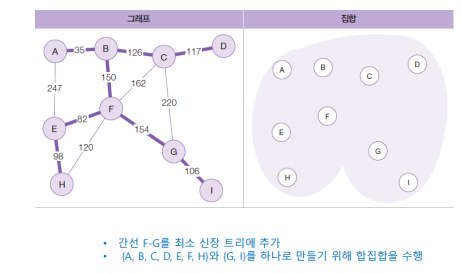 그래프 집합
A 35 B 126 C 117 D
247 150 162 220
E 82 F 154 G
98 120 106
H I
A B C D
E F G
H I
• 간선 F-G를 최소 신장 트리에 추가
• {A, B, C, D, E, F, H}와 {G, I}를 하나로 만들기 위해 합집합을 수행